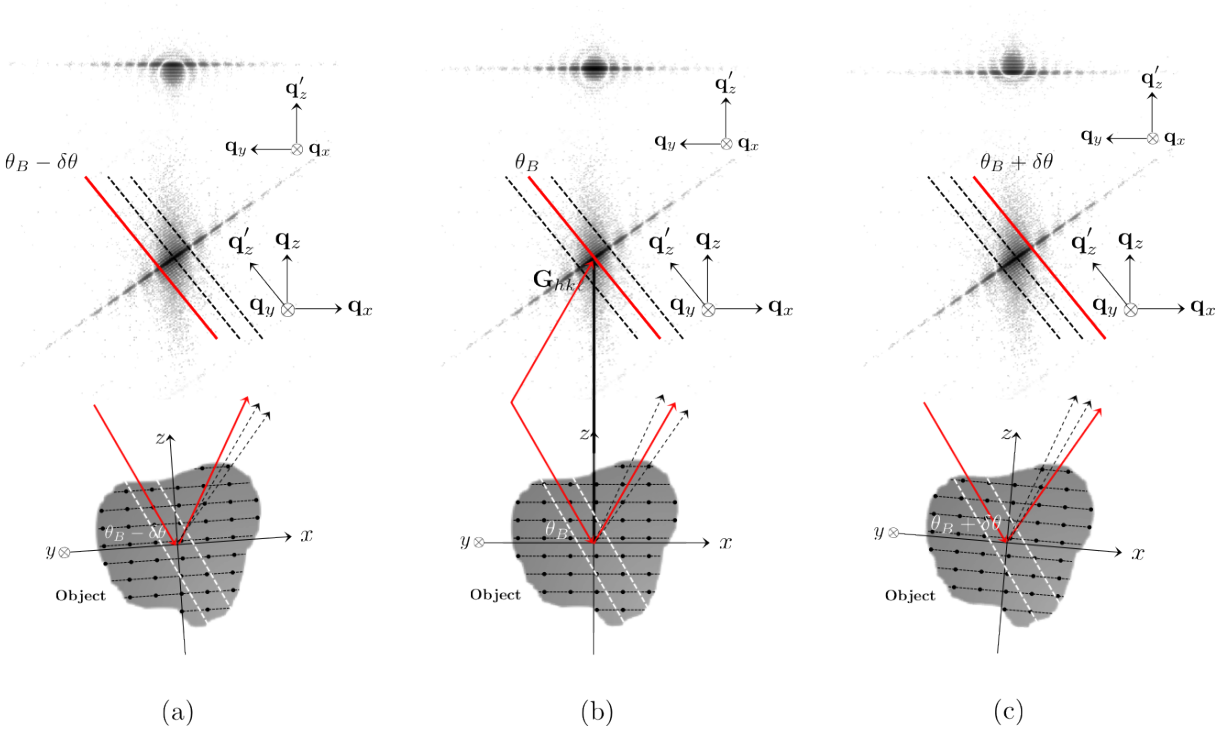 q′z
qy qx
θB − δθ
qz
q′z
qy qx
z
θB − δθ
y x
Object
(a)
q′z
qy qx
θB
qz
q′z
Ghk
qy qx
z
θB
y x
Object
(b)
q′z
qy qx
θB + δθ
qz
q′z
qy qx
z
θB + δθ
y x
Object
(c)